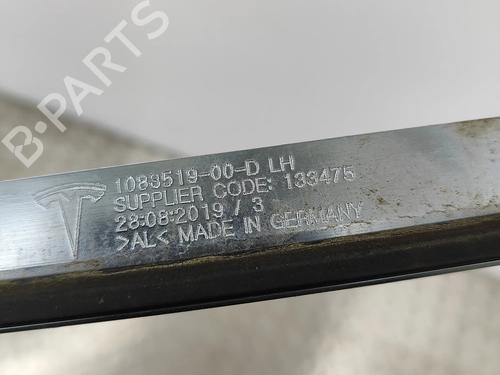 B-PARTS
1083519-00-D LH
SUPPLIER CODE: 133475
28:08:2019 / 3
>AL< MADE IN GERMANY